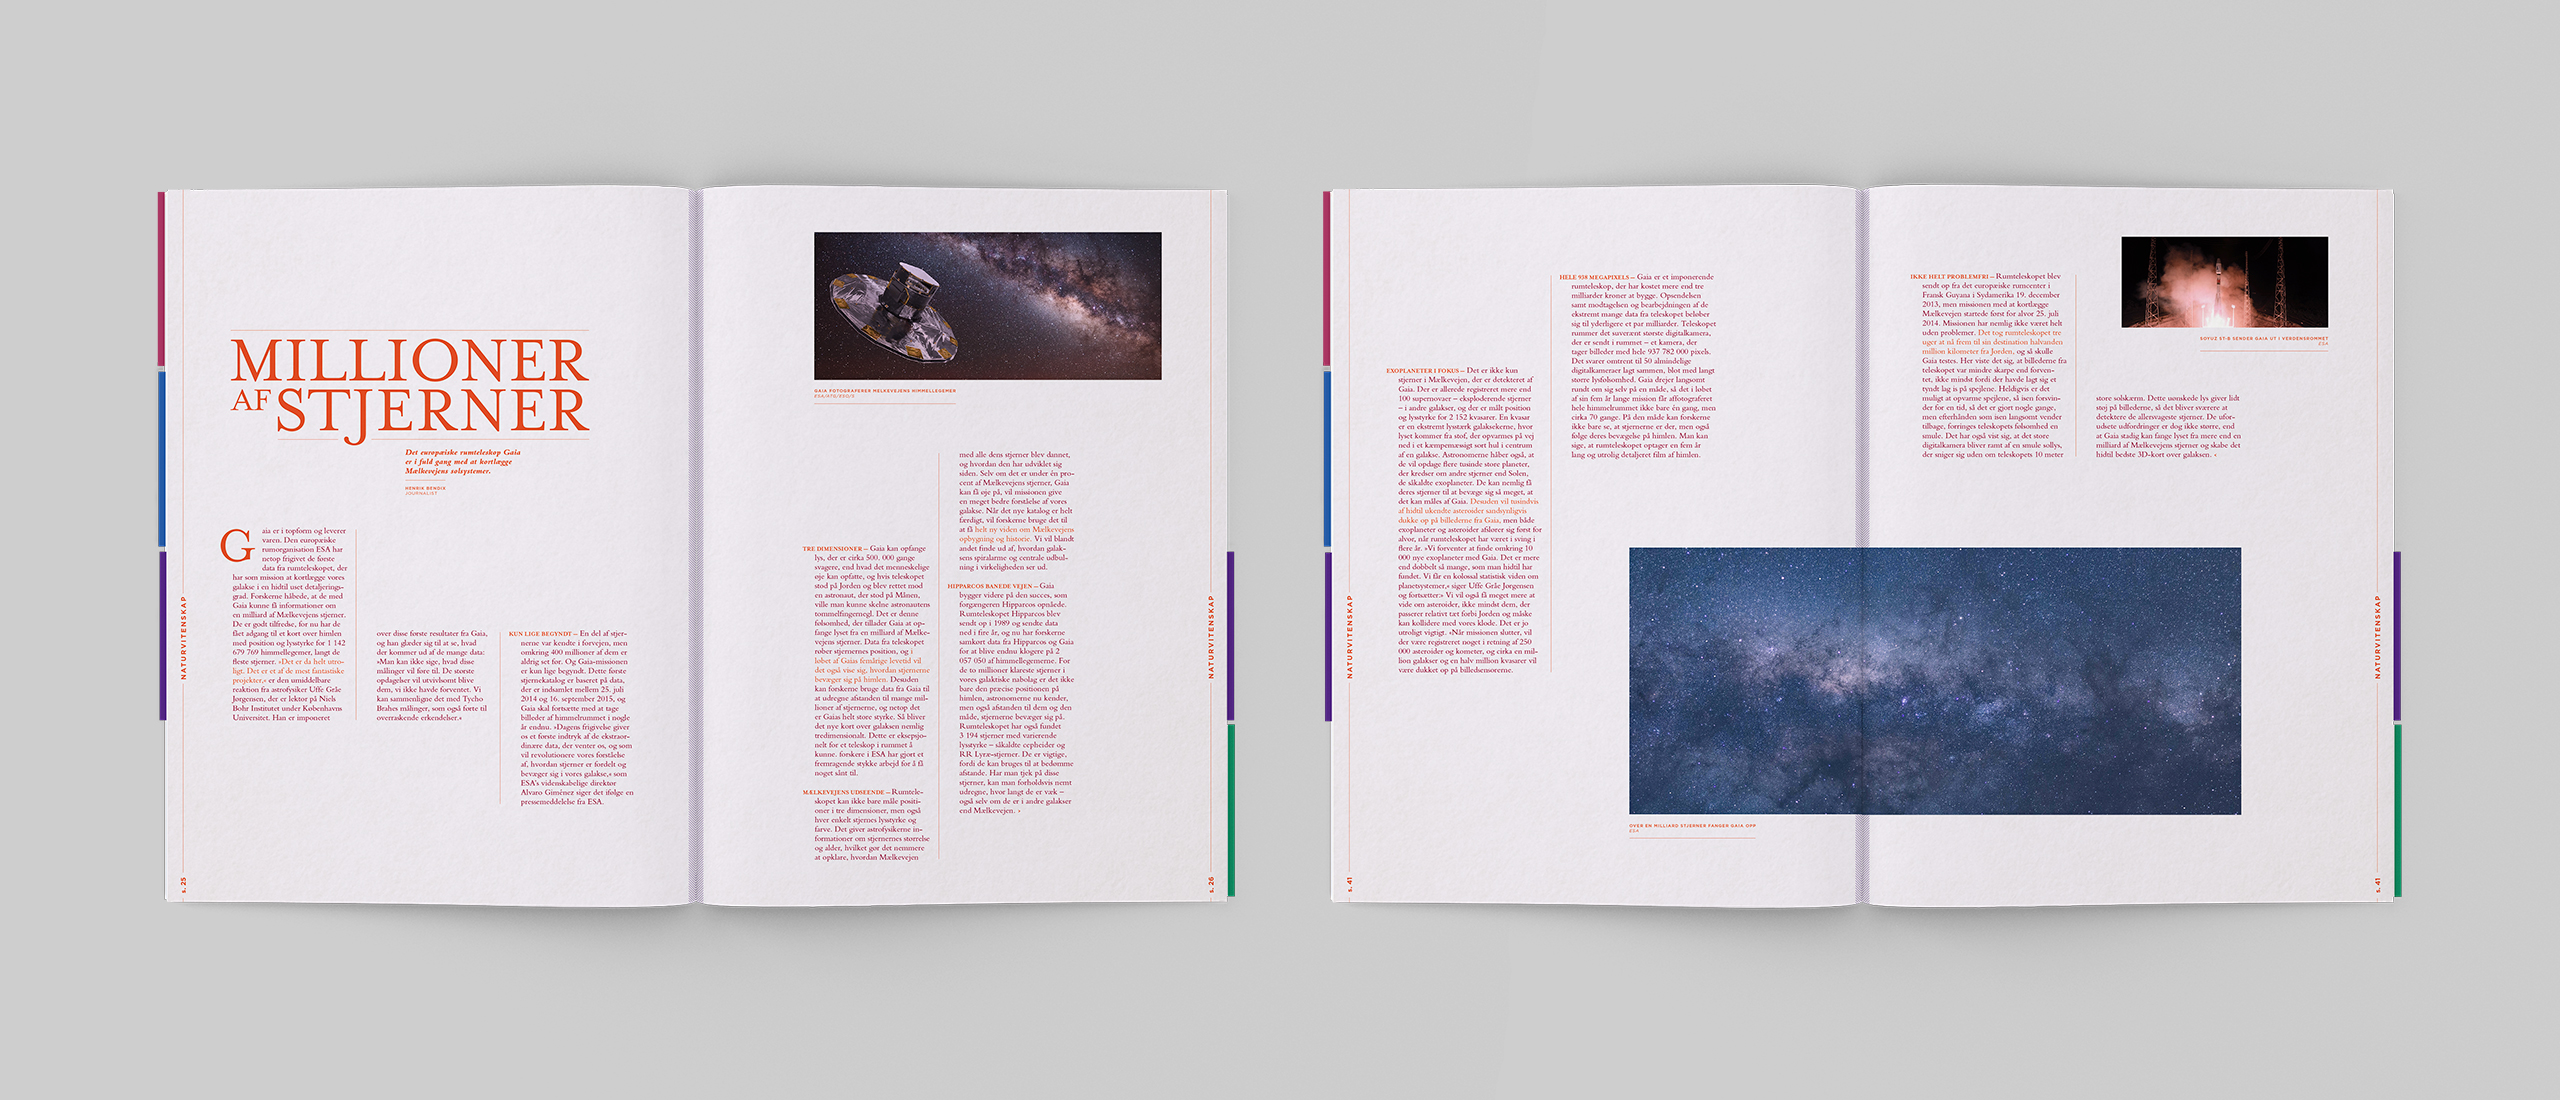 MILLIONER
AF STJERNER
Det europæiske rumteleskop Gaia
er i fuld gang med at kortlægge
Mælkevejens solsystemer.
HENRIK BENDIX
JOURNALIST
Gaia er i topform og leverer
varen. Den europæiske
rumorganisation ESA har
netop frigivet de første
data fra rumteleskopet, der
har som mission at kortlægge vores
galakse i en hidtil uset detaljerings-
grad. Forskerne håbede, at de med
Gaia kunne få informationer om
en milliard af Mælkevejens stjerner.
De er godt tilfredse, for nu har de
fået adgang til et kort over himlen
med position og lysstyrke for 1 142
679 769 himmellegemer, langt de
fleste stjerner. »Det er da helt utro-
ligt. Det er et af de mest fantastiske
projekter,« er den umiddelbare
reaktion fra astrofysiker Uffe Gråe
Jørgensen, der er lektor på Niels
Bohr Institutet under Københavns
Universitet. Han er imponeret
over disse første resultater fra Gaia,
og han glæder sig til at se, hvad
der kommer ud af de mange data:
»Man kan ikke sige, hvad disse
målinger vil føre til. De største
opdagelser vil utvivlsomt blive
dem, vi ikke havde forventet. Vi
kan sammenligne det med Tycho
Brahes målinger, som også førte til
overraskende erkendelser.«
KUN LIGE BEGYNDT – En del af stjer-
nerne var kendte i forvejen, men
omkring 400 millioner af dem er
aldrig set før. Og Gaia-missionen
er kun lige begyndt. Dette første
stjernekatalog er baseret på data,
der er indsamlet mellem 25. juli
2014 og 16. september 2015, og
Gaia skal fortsætte med at tage
billeder af himmelrummet i nogle
år endnu. »Dagens frigivelse giver
os et første indtryk af de ekstraor-
dinære data, der venter os, og som
vil revolutionere vores forståelse
af, hvordan stjerner er fordelt og
bevæger sig i vores galakse,« som
ESA's videnskabelige direktør
Alvaro Giménez siger det ifølge en
pressemeddelelse fra ESA.
NATURVITENSKAP
s. 25
GAIA FOTOGRAFERER MELKEVEJENS HIMMELLEGEMER
ESA/ATG/ESO/S
TRE DIMENSIONER – Gaia kan opfange
lys, der er cirka 500. 000 gange
svagere, end hvad det menneskelige
øje kan opfatte, og hvis teleskopet
stod på Jorden og blev rettet mod
en astronaut, der stod på Månen,
ville man kunne skelne astronautens
tommelfingernegl. Det er denne
følsomhed, der tillader Gaia at op-
fange lyset fra en milliard af Mælke-
vejens stjerner. Data fra teleskopet
røber stjernernes position, og i
løbet af Gaias femårige levetid vil
det også vise sig, hvordan stjernerne
bevæger sig på himlen. Desuden
kan forskerne bruge data fra Gaia til
at udregne afstanden til mange mil-
lioner af stjernerne, og netop det
er Gaias helt store styrke. Så bliver
det nye kort over galaksen nemlig
tredimensionalt. Dette er eksepsjo-
nelt for et teleskop i rummet å
kunne. forskere i ESA har gjort et
fremragende stykke arbejd for å få
noget sånt til.
MÆLKEVEJENS UDSEENDE – Rumtele-
skopet kan ikke bare måle positi-
oner i tre dimensioner, men også
hver enkelt stjernes lysstyrke og
farve. Det giver astrofysikerne in-
formationer om stjernernes størrelse
og alder, hvilket gør det nemmere
at opklare, hvordan Mælkevejen
med alle dens stjerner blev dannet,
og hvordan den har udviklet sig
siden. Selv om det er under én pro-
cent af Mælkevejens stjerner, Gaia
kan få øje på, vil missionen give
en meget bedre forståelse af vores
galakse. Når det nye katalog er helt
færdigt, vil forskerne bruge det til
at få helt ny viden om Mælkevejens
opbygning og historie. Vi vil blandt
andet finde ud af, hvordan galak-
sens spiralarme og centrale udbul-
ning i virkeligheden ser ud.
HIPPARCOS BANEDE VEJEN – Gaia
bygger videre på den succes, som
forgængeren Hipparcos opnåede.
Rumteleskopet Hipparcos blev
sendt op i 1989 og sendte data
ned i fire år, og nu har forskerne
samkørt data fra Hipparcos og Gaia
for at blive endnu klogere på 2
057 050 af himmellegemerne. For
de to millioner klareste stjerner i
vores galaktiske nabolag er det ikke
bare den præcise positionen på
himlen, astronomerne nu kender,
men også afstanden til dem og den
måde, stjernerne bevæger sig på.
Rumteleskopet har også fundet
3 194 stjerner med varierende
lysstyrke – såkaldte cepheider og
RR Lyræ-stjerner. De er vigtige,
fordi de kan bruges til at bedømme
afstande. Har man tjek på disse
stjerner, kan man forholdsvis nemt
udregne, hvor langt de er væk –
også selv om de er i andre galakser
end Mælkevejen. ›
NATURVITENSKAP
s. 26
NATURVITENSKAP
s. 41
EXOPLANETER I FOKUS – Det er ikke kun
stjerner i Mælkevejen, der er detekteret af
Gaia. Der er allerede registreret mere end
100 supernovaer – eksploderende stjerner
– i andre galakser, og der er målt position
og lysstyrke for 2 152 kvasarer. En kvasar
er en ekstremt lysstærk galaksekerne, hvor
lyset kommer fra stof, der opvarmes på vej
ned i et kæmpemæssigt sort hul i centrum
af en galakse. Astronomerne håber også, at
de vil opdage flere tusinde store planeter,
der kredser om andre stjerner end Solen,
de såkaldte exoplaneter. De kan nemlig få
deres stjerner til at bevæge sig så meget, at
det kan måles af Gaia. Desuden vil tusindvis
af hidtil ukendte asteroider sandsynligvis
dukke op på billederne fra Gaia, men både
exoplaneter og asteroider afslører sig først for
alvor, når rumteleskopet har været i sving i
flere år. »Vi forventer at finde omkring 10
000 nye exoplaneter med Gaia. Det er mere
end dobbelt så mange, som man hidtil har
fundet. Vi får en kolossal statistisk viden om
planetsystemer,« siger Uffe Gråe Jørgensen
og fortsætter:» Vi vil også få meget mere at
vide om asteroider, ikke mindst dem, der
passerer relativt tæt forbi Jorden og måske
kan kollidere med vores klode. Det er jo
utroligt vigtigt. »Når missionen slutter, vil
der være registreret noget i retning af 250
000 asteroider og kometer, og cirka en mil-
lion galakser og en halv million kvasarer vil
være dukket op på billedsensorerne.
HELE 938 MEGAPIXELS – Gaia er et imponerende
rumteleskop, der har kostet mere end tre
milliarder kroner at bygge. Opsendelsen
samt modtagelsen og bearbejdningen af de
ekstremt mange data fra teleskopet beløber
sig til yderligere et par milliarder. Teleskopet
rummer det suverænt største digitalkamera,
der er sendt i rummet – et kamera, der
tager billeder med hele 937 782 000 pixels.
Det svarer omtrent til 50 almindelige
digitalkameraer lagt sammen, blot med langt
større lysfølsomhed. Gaia drejer langsomt
rundt om sig selv på en måde, så det i løbet
af sin fem år lange mission får affotograferet
hele himmelrummet ikke bare én gang, men
cirka 70 gange. På den måde kan forskerne
ikke bare se, at stjernerne er der, men også
følge deres bevægelse på himlen. Man kan
sige, at rumteleskopet optager en fem år
lang og utrolig detaljeret film af himlen.
OVER EN MILLIARD STJERNER FANGEN GAIA OPP
ESA
IKKE HELT PROBLEMFRI – Rumteleskopet blev
sendt op fra det europæiske rumcenter i
Fransk Guyana i Sydamerika 19. december
2013, men missionen med at kortlægge
Mælkevejen startede først for alvor 25. juli
2014. Missionen har nemlig ikke været helt
uden problemer. Det tog rumteleskopet tre
uger at nå frem til sin destination halvanden
million kilometer fra Jorden, og så skulle
Gaia testes. Her viste det sig, at billederne fra
teleskopet var mindre skarpe end forven-
tet, ikke mindst fordi der havde lagt sig et
tyndt lag is på spejlene. Heldigvis er det
muligt at opvarme spejlene, så isen forsvin-
der for en tid, så det er gjort nogle gange,
men efterhånden som isen langsomt vender
tilbage, forringes teleskopets følsomhed en
smule. Det har også vist sig, at det store
digitalkamera bliver ramt af en smule sollys,
der sniger sig uden om teleskopets 10 meter
store solskærm. Dette uønskede lys giver lidt
støj på billederne, så det bliver sværere at
detektere de allersvageste stjerner. De ufor-
udsete udfordringer er dog ikke større, end
at Gaia stadig kan fange lyset fra mere end en
milliard af Mælkevejens stjerner og skabe det
hidtil bedste 3D-kort over galaksen. ‹
SOYUZ ST-B SENDER GAIA UT I VERDENSROMMET
ESA
NATURVITENSKAP
s. 41